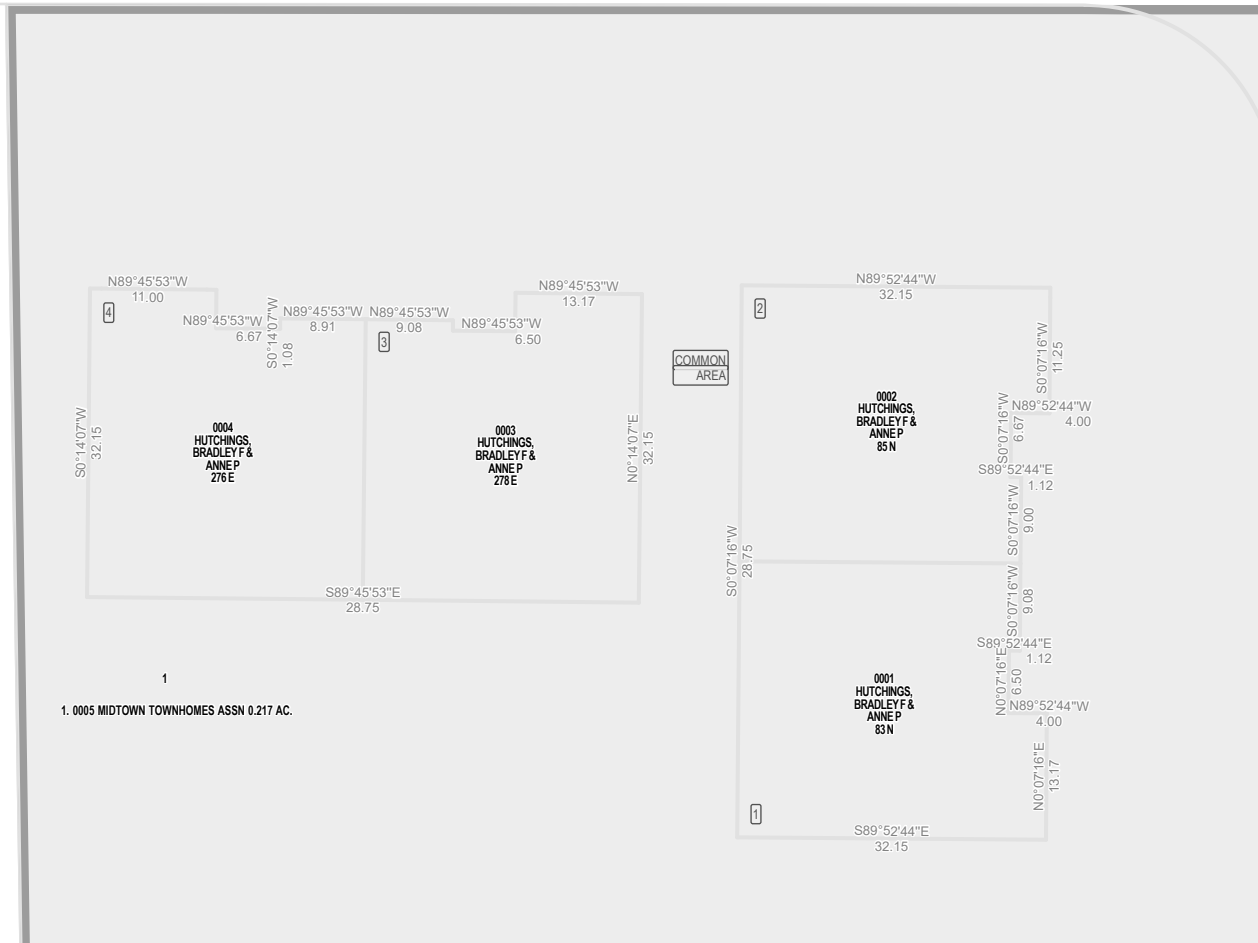 N89°45'53"W
11.00
4
N89°45'53"W
6.67
S0°14'07"W
1.08
N89°45'53"W
8.91
N89°45'53"W
9.08
3
N89°45'53"W
6.50
N89°45'53"W
13.17
S0°14'07"W
32.15
0004
HUTCHINGS,
BRADLEY F &
ANNE P
276 E
0003
HUTCHINGS,
BRADLEY F &
ANNE P
278 E
N0°14'07"E
32.15
S89°45'53"E
28.75
COMMON
AREA
N89°52'44"W
32.15
2
S0°07'16"W
11.25
0002
HUTCHINGS,
BRADLEY F &
ANNE P
85 N
N89°52'44"W
4.00
S0°07'16"W
6.67
S89°52'44"E
1.12
S0°07'16"W
9.00
S0°07'16"W
28.75
S0°07'16"W
9.08
S89°52'44"E
1.12
N0°07'16"E
6.50
N89°52'44"W
4.00
0001
HUTCHINGS,
BRADLEY F &
ANNE P
83 N
N0°07'16"E
13.17
1
S89°52'44"E
32.15
1
1. 0005 MIDTOWN TOWNHOMES ASSN 0.217 AC.